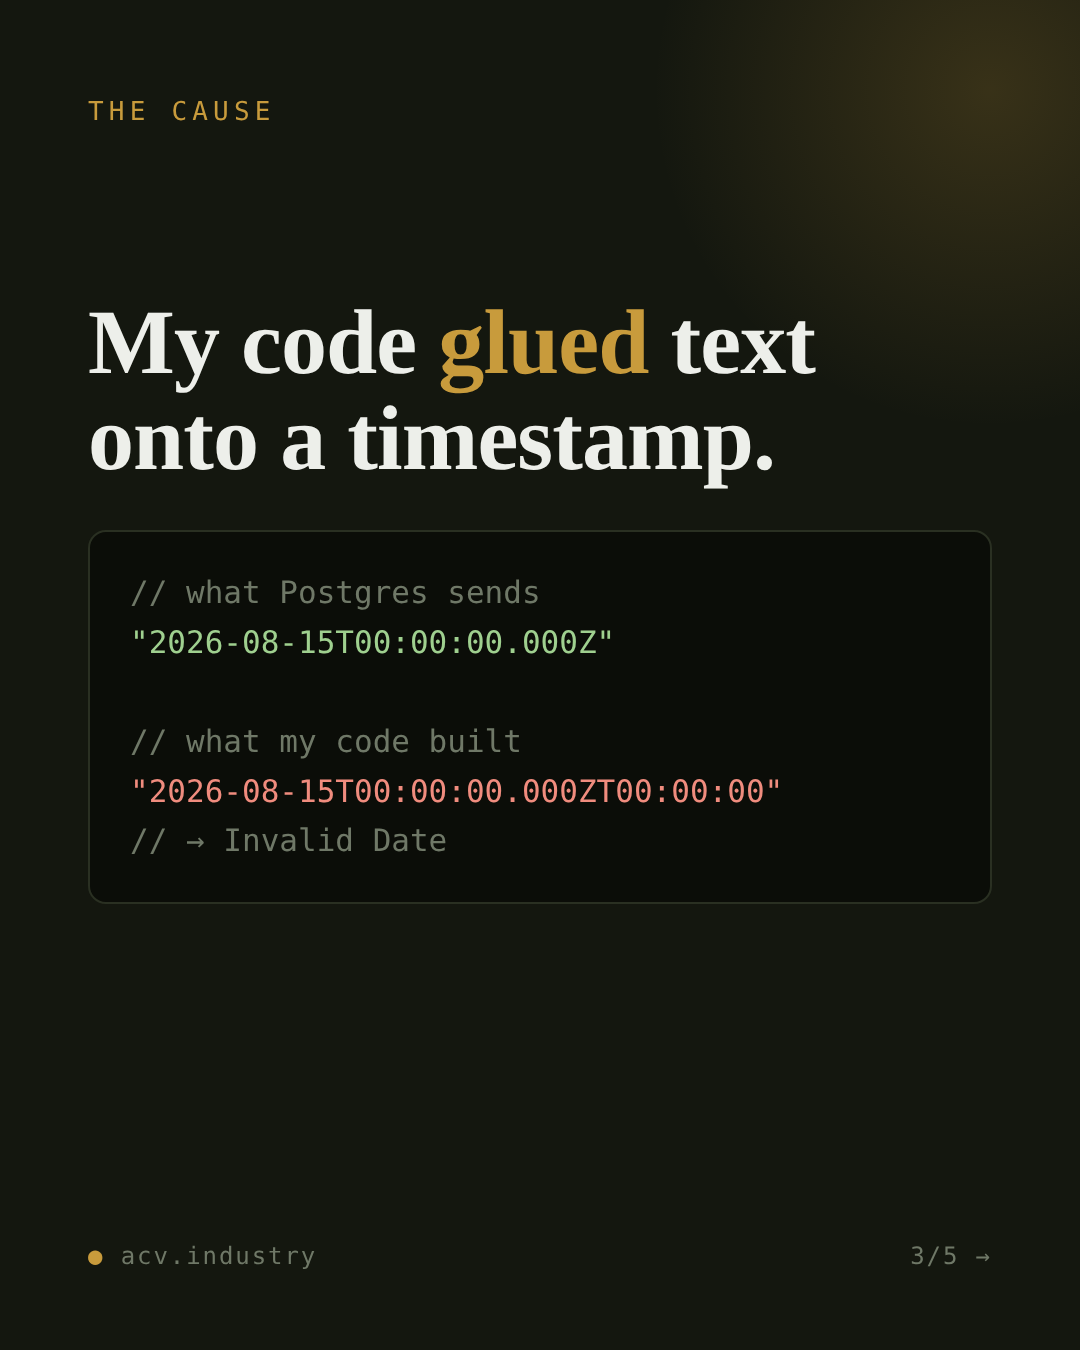 THE CAUSE
My code glued text
onto a timestamp.
// what Postgres sends
"2026-08-15T00:00:00.000Z"
// what my code built
"2026-08-15T00:00:00.000ZT00:00:00"
// → Invalid Date
● acv.industry
3/5 →